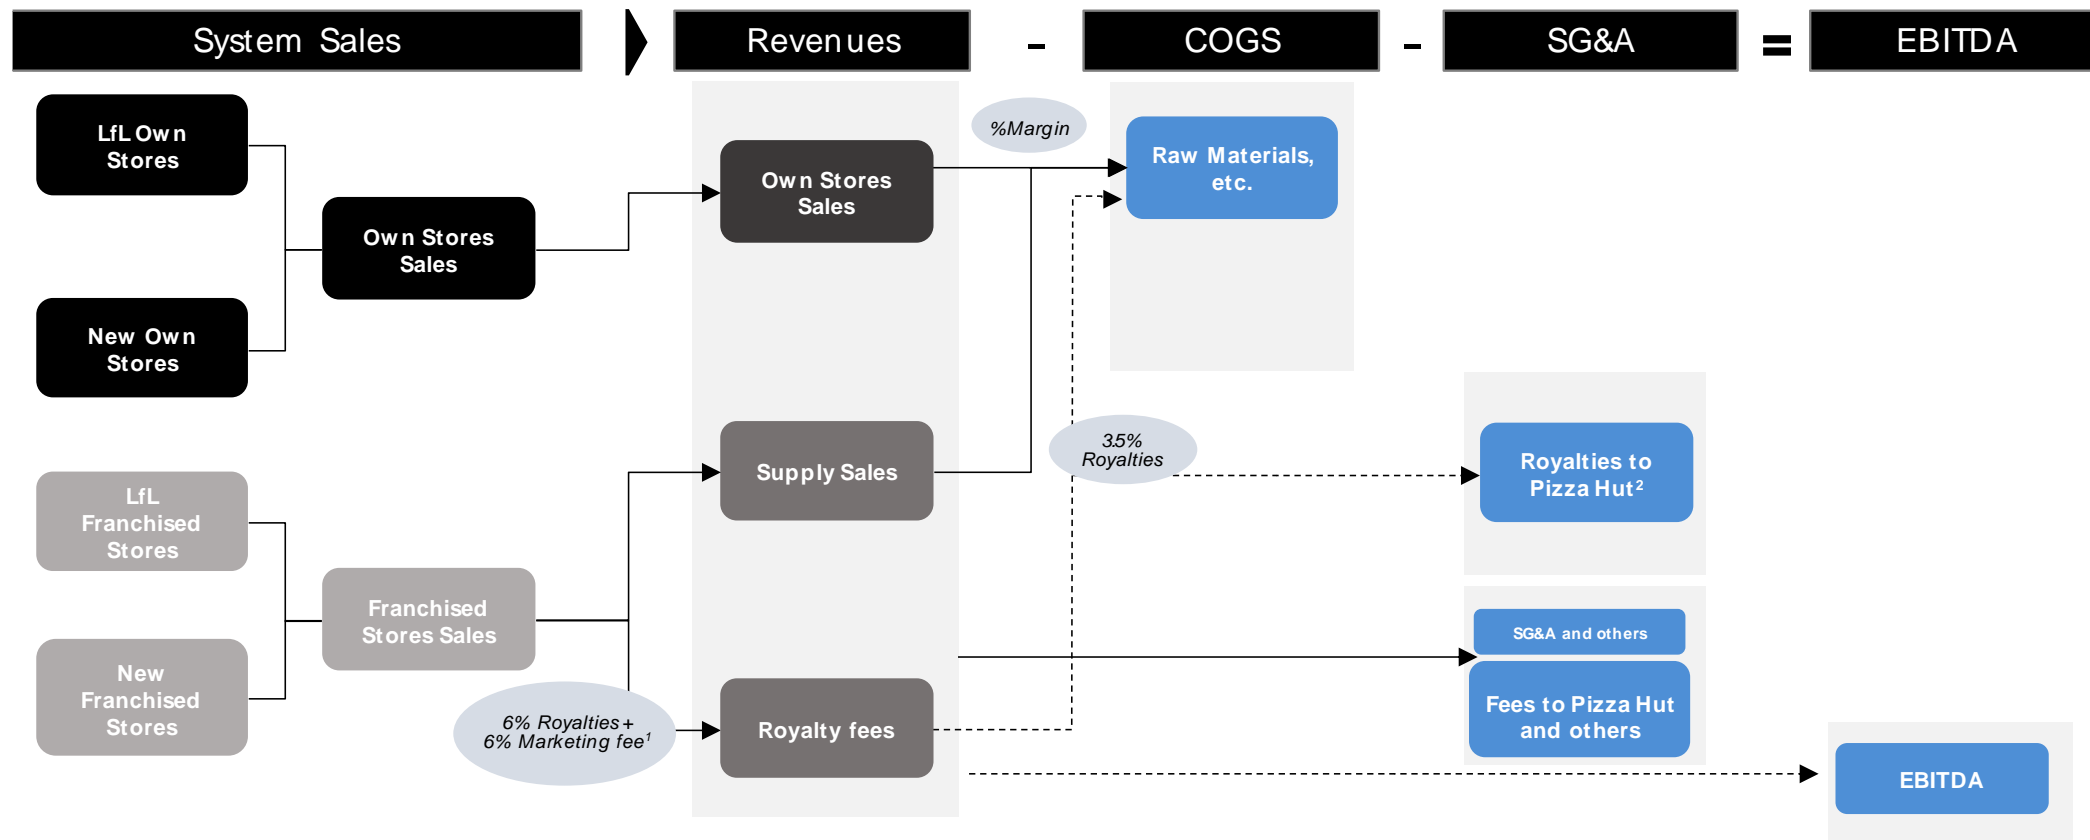 System Sales
Revenues
-
COGS
-
SG&A
=
EBITDA
LfL Own
Stores
%Margin
Raw Materials,
etc.
Own Stores
Sales
Own Stores
Sales
New Own
Stores
3.5%
Royalties
Supply Sales
Royalties to
Pizza Hut²
LfL
Franchised
Stores
Franchised
Stores Sales
SG&A and others
New
Franchised
Stores
6% Royalties +
6% Marketing fee¹
Royalty fees
Fees to Pizza Hut
and others
EBITDA